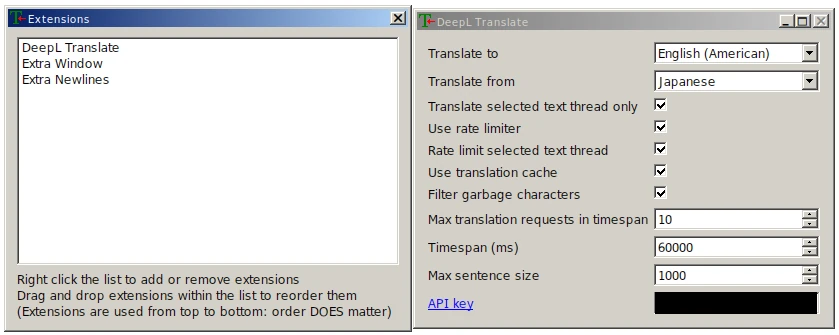 Extensions
DeepL Translate
Extra Window
Extra Newlines
Right click the list to add or remove extensions
Drag and drop extensions within the list to reorder them
(Extensions are used from top to bottom: order DOES matter)
DeepL Translate
Translate to English (American)
Translate from Japanese
Translate selected text thread only
Use rate limiter
Rate limit selected text thread
Use translation cache
Filter garbage characters
Max translation requests in timespan 10
Timespan (ms) 60000
Max sentence size 1000
API key